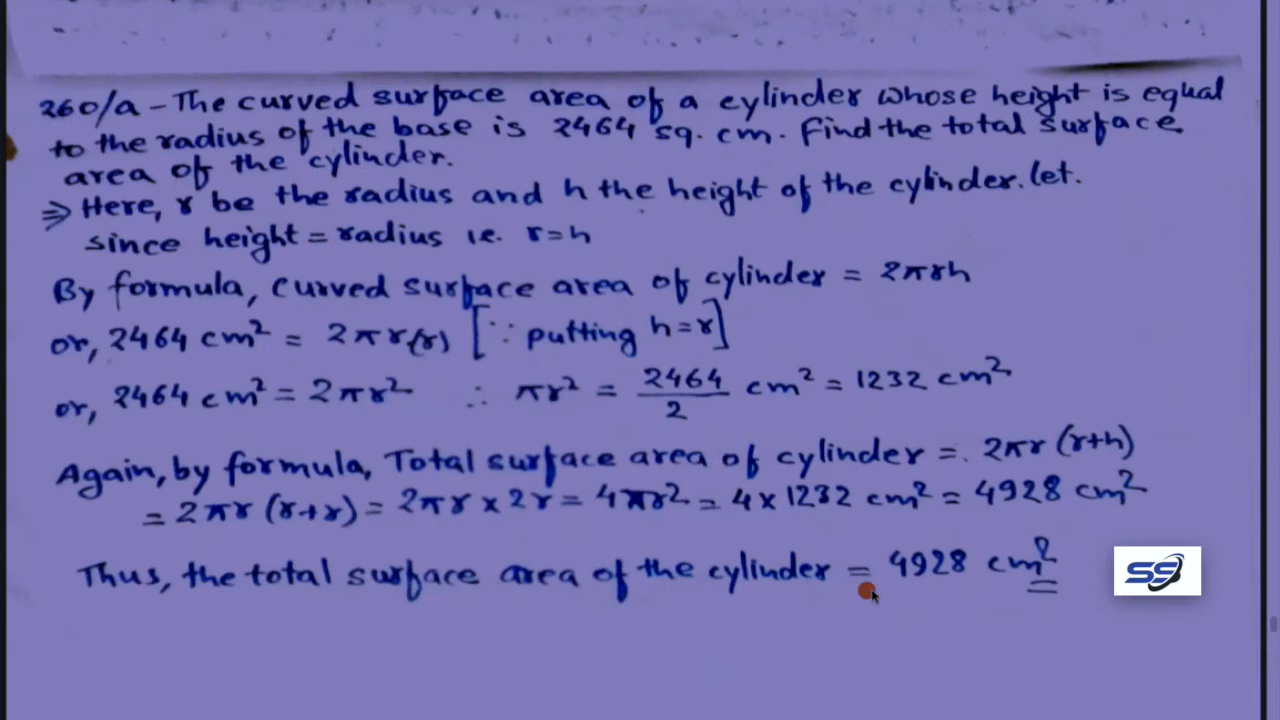 260/a - The curved surface area of a cylinder whose height is equal
to the radius of the base is 2464 sq. cm. Find the total surface
area of the cylinder.
⇒ Here, r be the radius and h the height of the cylinder. let.
since height = radius i.e. r=h
By formula, curved surface area of cylinder = 2πrh
or, 2464 cm² = 2πr(r) [∵ putting h=r]
or, 2464 cm² = 2πr² ∴ πr² = 2464/2 cm² = 1232 cm²
Again, by formula, Total surface area of cylinder =. 2πr (r+h)
= 2πr (r+r) = 2πr × 2r = 4πr² = 4 × 1232 cm² = 4928 cm²
Thus, the total surface area of the cylinder = 4928 cm²
SS